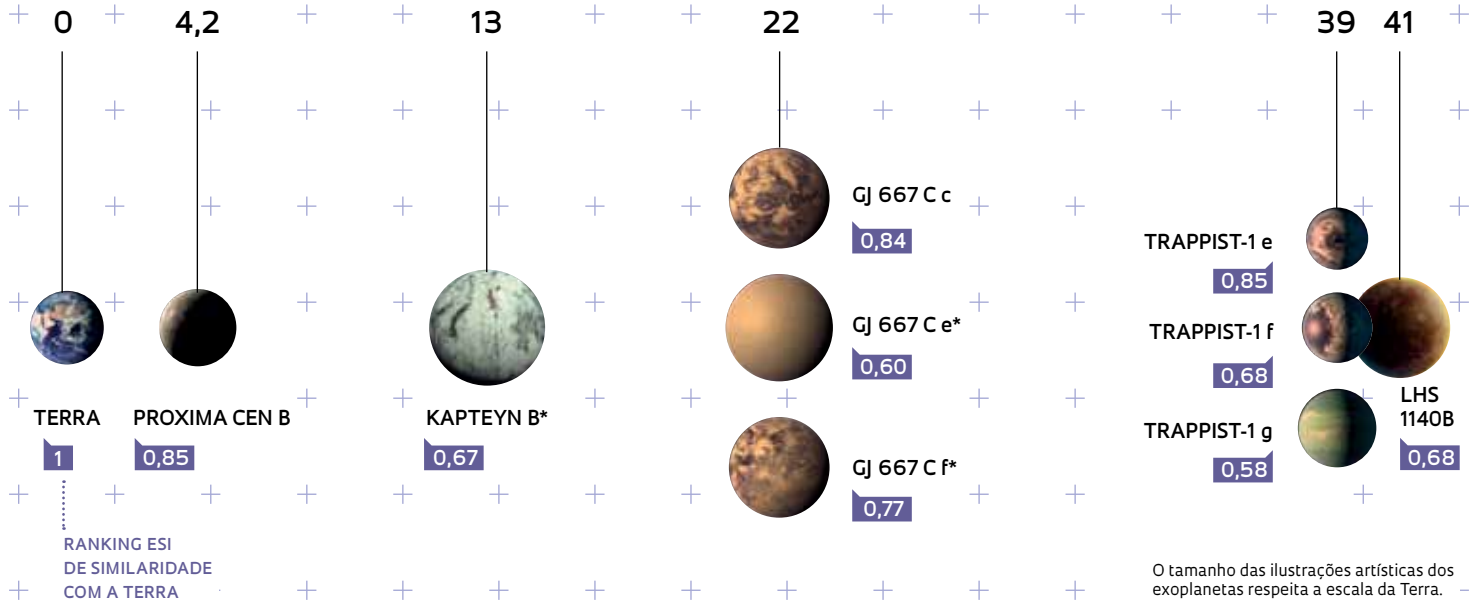 0
4,2
13
22
39
41
TERRA
1
PROXIMA CEN B
0,85
KAPTEYN B*
0,67
GJ 667 C c
0,84
GJ 667 C e*
0,60
GJ 667 C f*
0,77
TRAPPIST-1 e
0,85
TRAPPIST-1 f
0,68
TRAPPIST-1 g
0,58
LHS
1140B
0,68
RANKING ESI
DE SIMILARIDADE
COM A TERRA
O tamanho das ilustrações artísticas dos
exoplanetas respeita a escala da Terra.